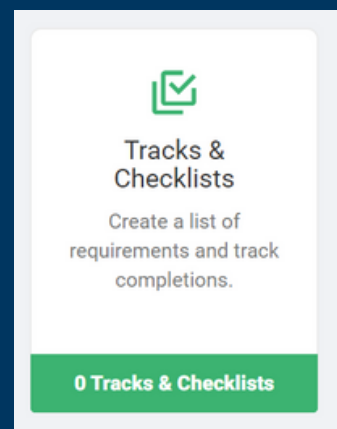 Tracks &
Checklists
Create a list of
requirements and track
completions.
0 Tracks & Checklists